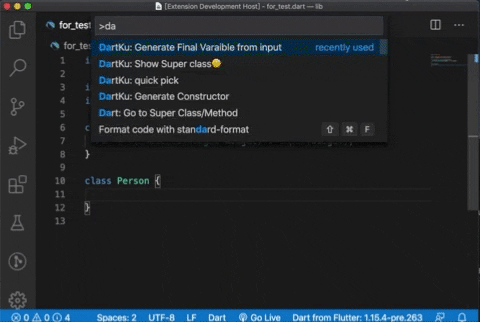 [Extension Development Host] — for_test.dart — lib
for_test.dart
>da
DartKu: Generate Final Varaible from input recently used
DartKu: Show Super class
DartKu: quick pick
DartKu: Generate Constructor
Dart: Go to Super Class/Method
Format code with standard-format ⇧ ⌘ F
for_tes
1
2
3
4
5
6
7
8
9
10 class Person {
11
12 }
13
}
0 0 4 Spaces: 2 UTF-8 LF Dart Go Live Dart from Flutter: 1.15.4-pre.263